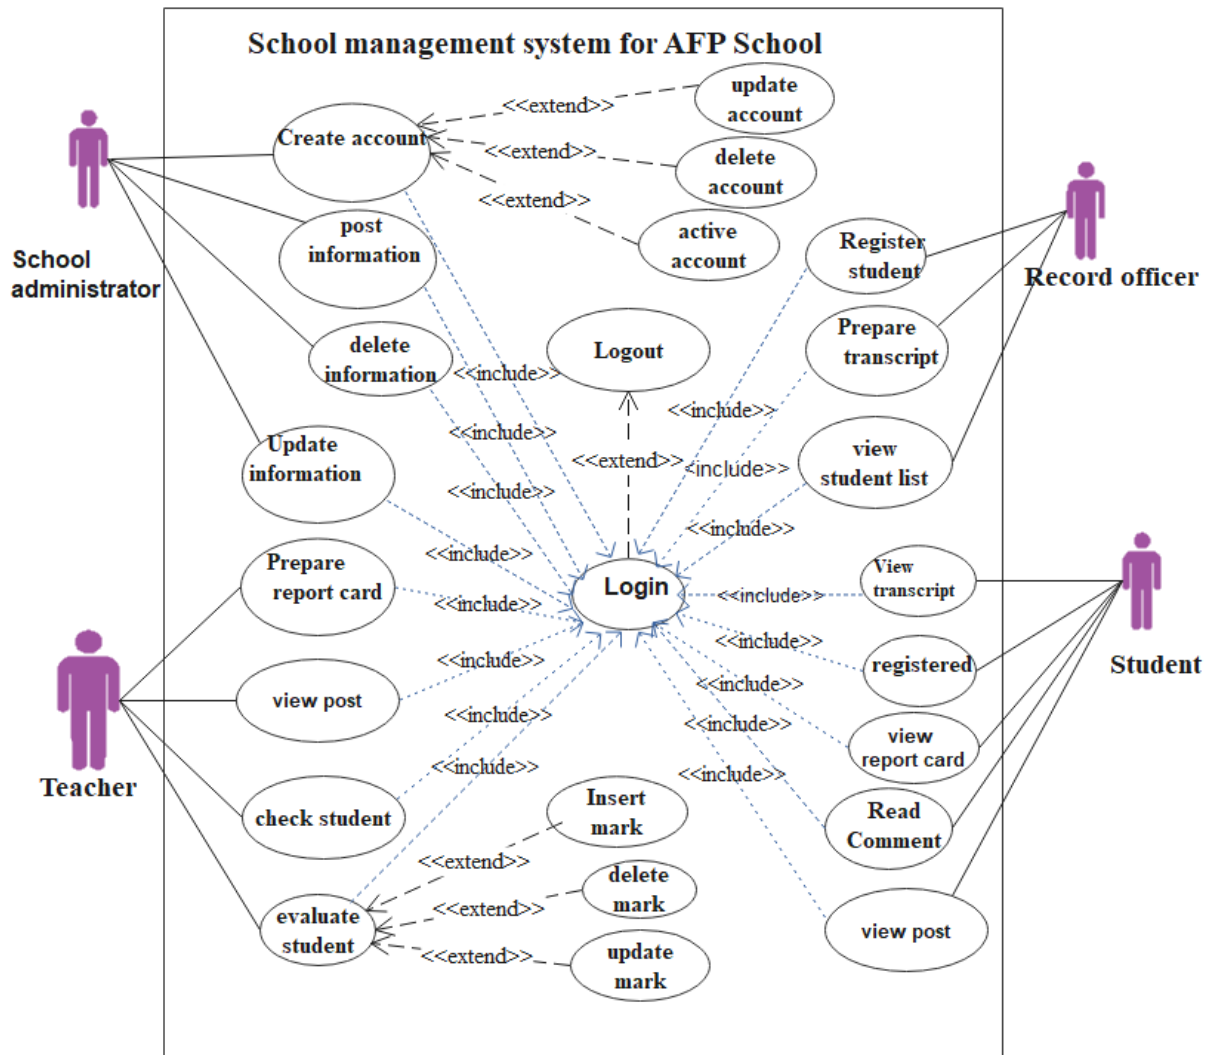 School management system for AFP School
update
account
<<extend>>
Create account
<<extend>>
delete
account
<<extend>>
active
account
post
information
School
administrator
Register
student
Record officer
delete
information
<<include>>
Logout
Prepare
transcript
<<include>>
Update
information
<<include>>
<<extend>>
<<include>>
view
student list
<<include>>
<<include>>
Prepare
report card
<<include>>
<<include>>
Login
<<include>>
View
transcript
view post
<<include>>
<<include>>
registered
Student
Teacher
<<include>>
<<include>>
view
report card
check student
<<include>>
<<include>>
Insert
mark
Read
Comment
<<extend>>
delete
mark
evaluate
student
<<extend>>
<<extend>>
update
mark
view post